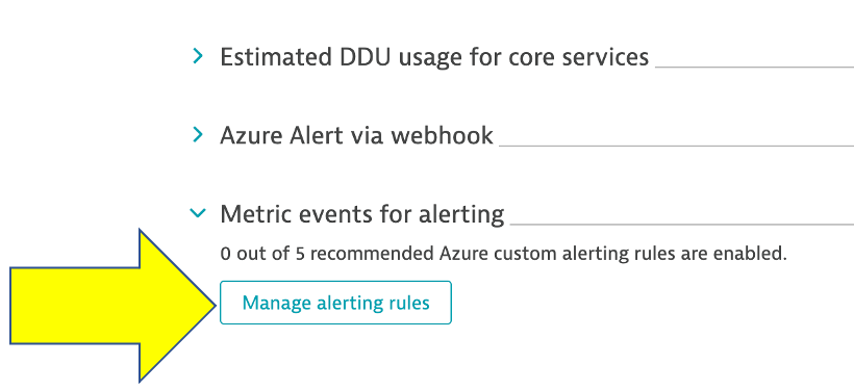 Estimated DDU usage for core services
Azure Alert via webhook
Metric events for alerting
0 out of 5 recommended Azure custom alerting rules are enabled.
Manage alerting rules